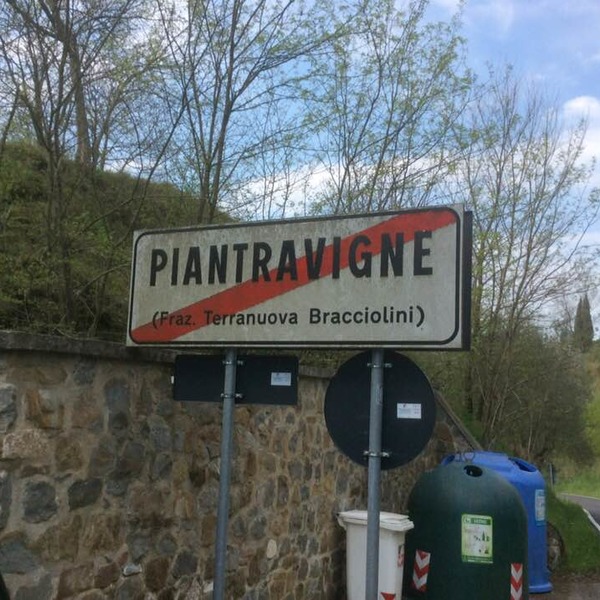 PIANTRAVIGNE
(Fraz. Terranuova Bracciolini)